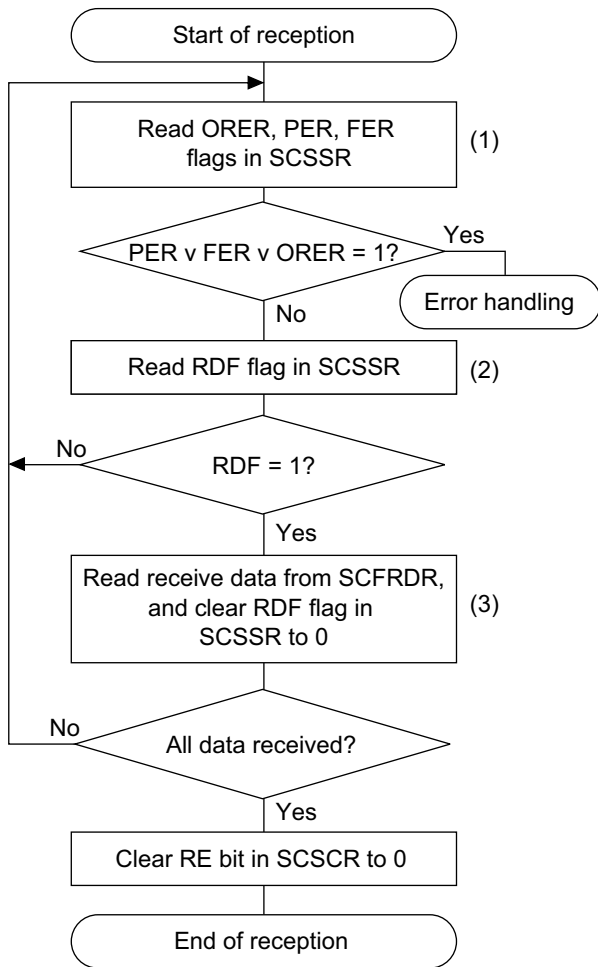 Start of reception
Read ORER, PER, FER
flags in SCSSR
(1)
PER v FER v ORER = 1?
Yes
Error handling
No
Read RDF flag in SCSSR
(2)
No
RDF = 1?
Yes
Read receive data from SCFRDR,
and clear RDF flag in
SCSSR to 0
(3)
No
All data received?
Yes
Clear RE bit in SCSCR to 0
End of reception